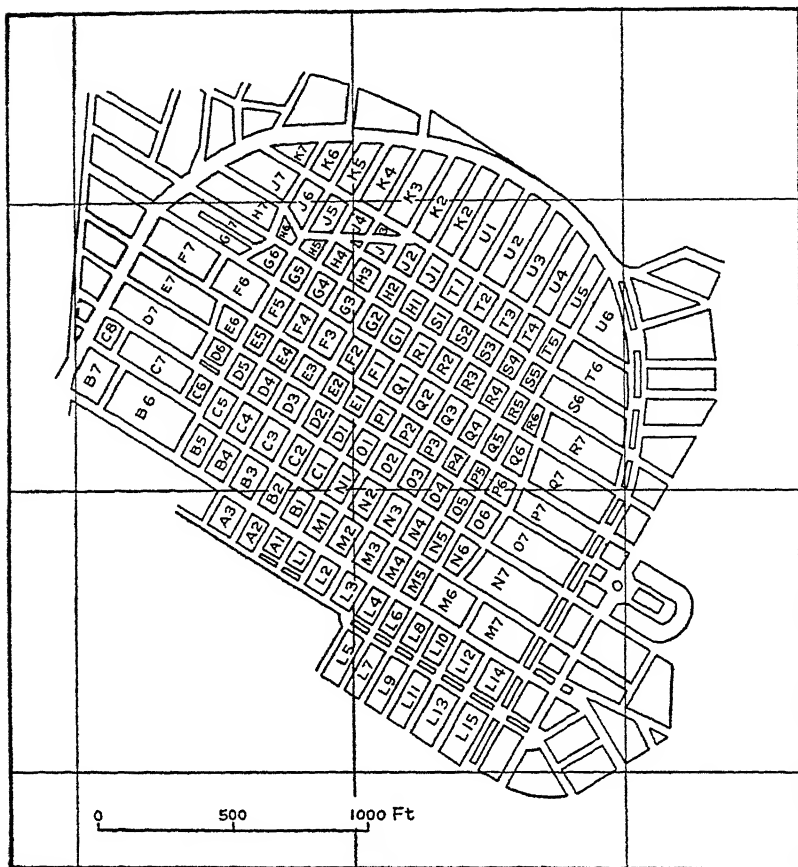 K7 K6 K5 K4 K3 K2 K2 U1 U2 U3 U4 U5 U6
J7 J6 J5 J4 J3 J2 J1 T1 T2 T3 T4 T5 T6
H7 H6 H5 H4 H3 H2 H1 S1 S2 S3 S4 S5 S6
G7 G6 G5 G4 G3 G2 G1 R1 R2 R3 R4 R5 R6 R7
F7 F6 F5 F4 F3 F2 F1 Q1 Q2 Q3 Q4 Q5 Q6 Q7
E7 E6 E5 E4 E3 E2 E1 P1 P2 P3 P4 P5 P6 P7
D7 D6 D5 D4 D3 D2 D1 O1 O2 O3 O4 O5 O6 O7
C8 C7 C6 C5 C4 C3 C2 C1 N1 N2 N3 N4 N5 N6 N7
B7 B6 B5 B4 B3 B2 B1 M1 M2 M3 M4 M5 M6 M7
A3 A2 A1 L1 L2 L3 L4 L6 L8 L10 L12 L14
L5 L7 L9 L11 L13 L15
0 500 1000 Ft